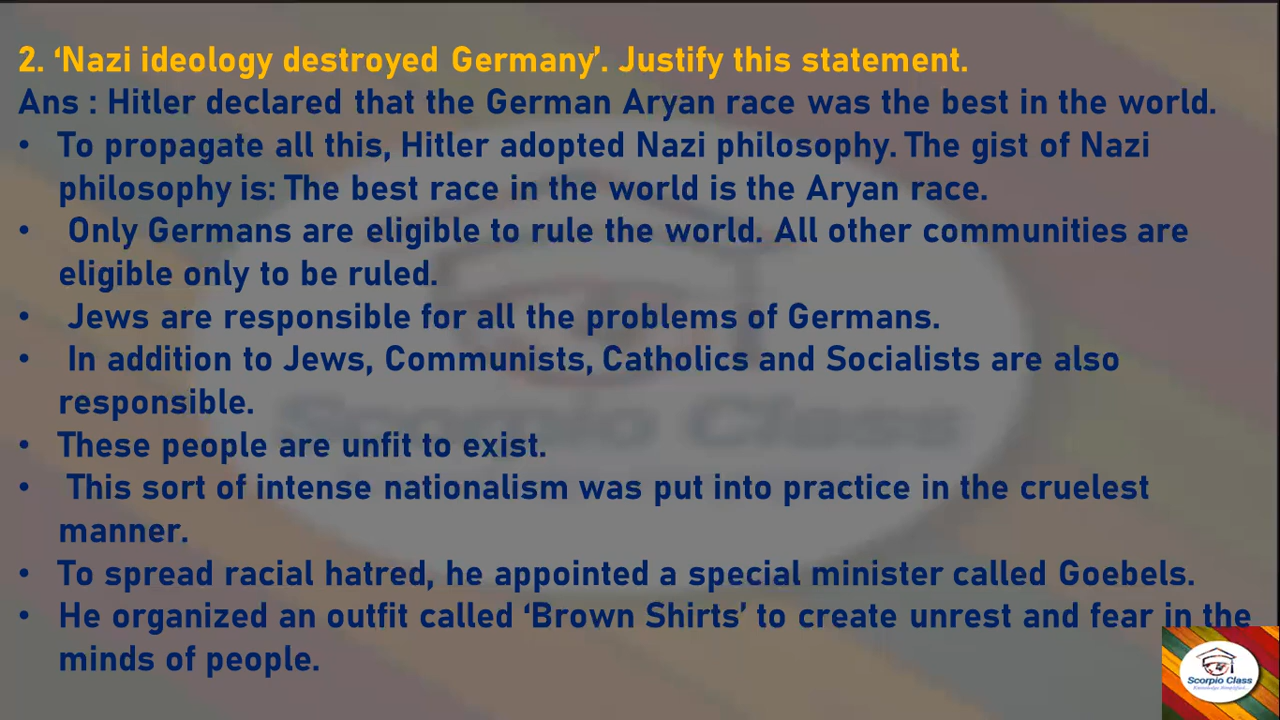 2. ‘Nazi ideology destroyed Germany’. Justify this statement.
Ans : Hitler declared that the German Aryan race was the best in the world.
• To propagate all this, Hitler adopted Nazi philosophy. The gist of Nazi
philosophy is: The best race in the world is the Aryan race.
• Only Germans are eligible to rule the world. All other communities are
eligible only to be ruled.
• Jews are responsible for all the problems of Germans.
• In addition to Jews, Communists, Catholics and Socialists are also
responsible.
• These people are unfit to exist.
• This sort of intense nationalism was put into practice in the cruelest
manner.
• To spread racial hatred, he appointed a special minister called Goebels.
• He organized an outfit called ‘Brown Shirts’ to create unrest and fear in the
minds of people.
Scorpio Class
Scorpio Class